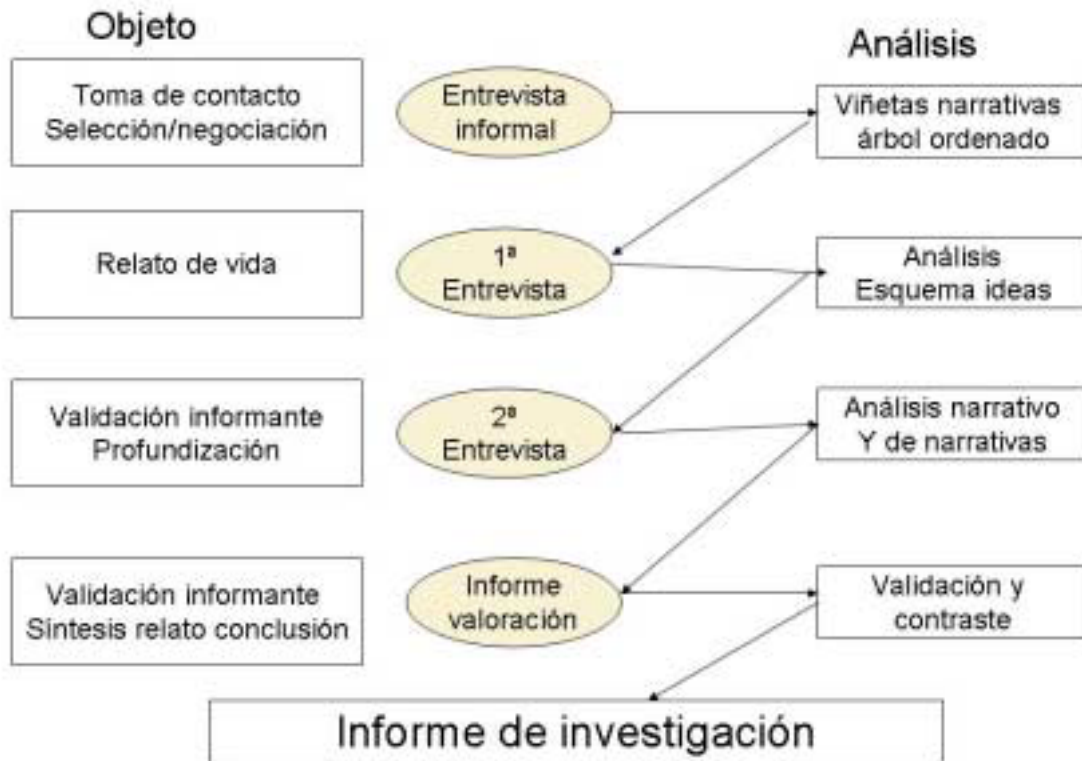 Objeto
Análisis
Toma de contacto
Selección/negociación
Entrevista
informal
Viñetas narrativas
árbol ordenado
Relato de vida
1ª
Entrevista
Análisis
Esquema ideas
Validación informante
Profundización
2ª
Entrevista
Análisis narrativo
Y de narrativas
Validación informante
Síntesis relato conclusión
Informe
valoración
Validación y
contraste
Informe de investigación